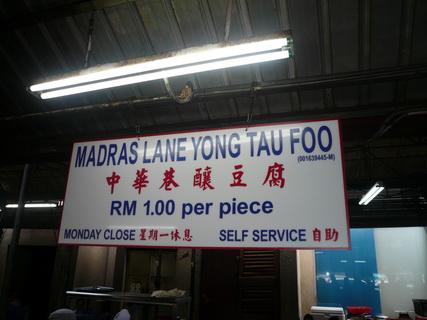 MADRAS LANE YONG TAU FOO
(001639445-M)
中華巷釀豆腐
RM 1.00 per piece
MONDAY CLOSE 星期一休息 SELF SERVICE 自助